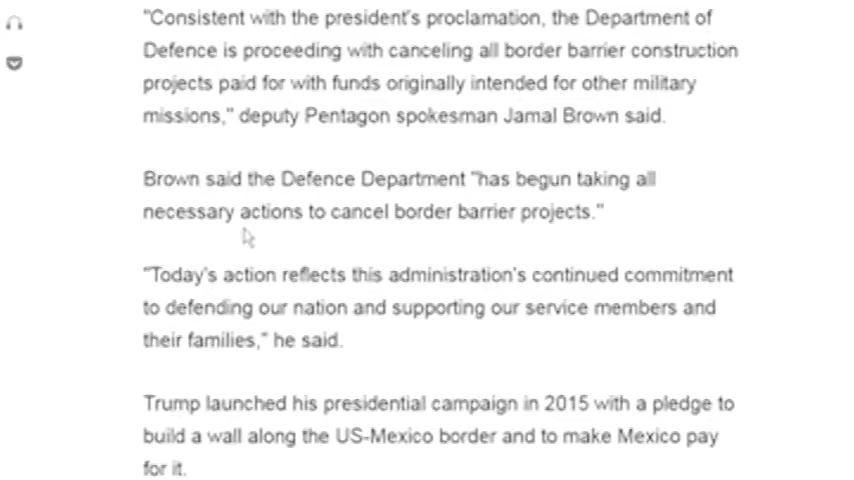 "Consistent with the president's proclamation, the Department of
Defence is proceeding with canceling all border barrier construction
projects paid for with funds originally intended for other military
missions," deputy Pentagon spokesman Jamal Brown said.
Brown said the Defence Department "has begun taking all
necessary actions to cancel border barrier projects."
"Today's action reflects this administration's continued commitment
to defending our nation and supporting our service members and
their families," he said.
Trump launched his presidential campaign in 2015 with a pledge to
build a wall along the US-Mexico border and to make Mexico pay
for it.